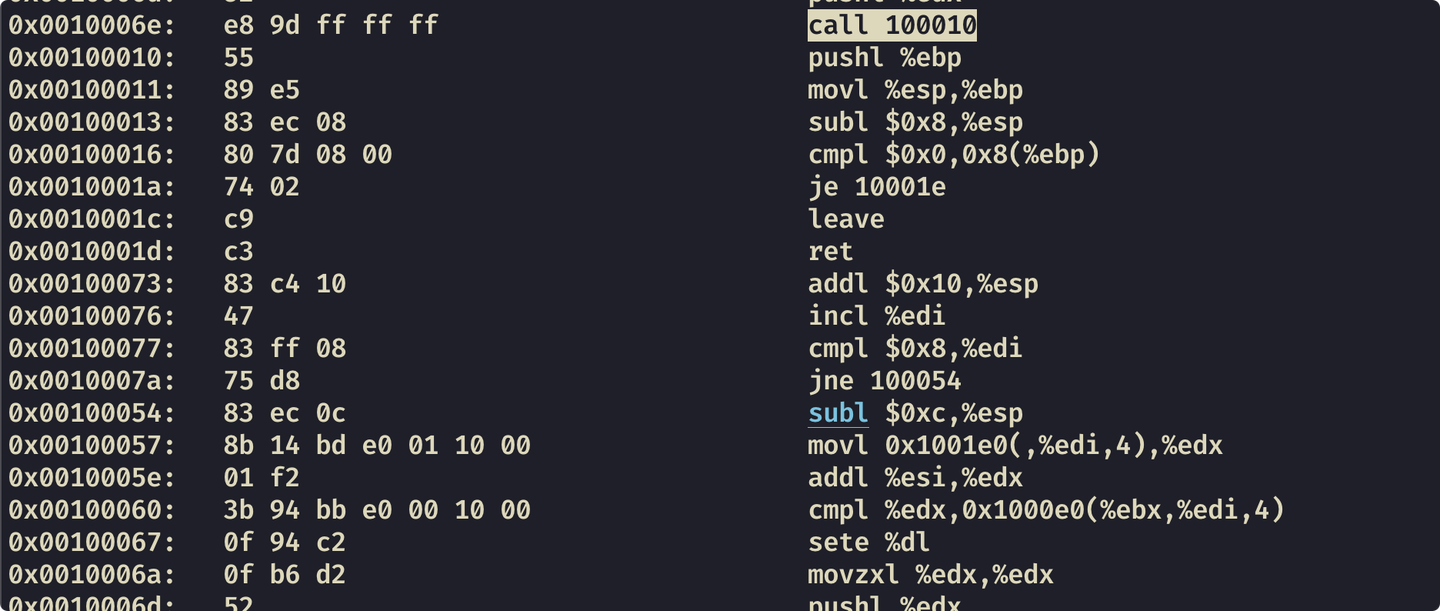 0x0010006e: e8 9d ff ff ff call 100010
0x00100010: 55 pushl %ebp
0x00100011: 89 e5 movl %esp,%ebp
0x00100013: 83 ec 08 subl $0x8,%esp
0x00100016: 80 7d 08 00 cmpl $0x0,0x8(%ebp)
0x0010001a: 74 02 je 10001e
0x0010001c: c9 leave
0x0010001d: c3 ret
0x00100073: 83 c4 10 addl $0x10,%esp
0x00100076: 47 incl %edi
0x00100077: 83 ff 08 cmpl $0x8,%edi
0x0010007a: 75 d8 jne 100054
0x00100054: 83 ec 0c subl $0xc,%esp
0x00100057: 8b 14 bd e0 01 10 00 movl 0x1001e0(,%edi,4),%edx
0x0010005e: 01 f2 addl %esi,%edx
0x00100060: 3b 94 bb e0 00 10 00 cmpl %edx,0x1000e0(%ebx,%edi,4)
0x00100067: 0f 94 c2 sete %dl
0x0010006a: 0f b6 d2 movzxl %edx,%edx
0x0010006d: 52 pushl %edx